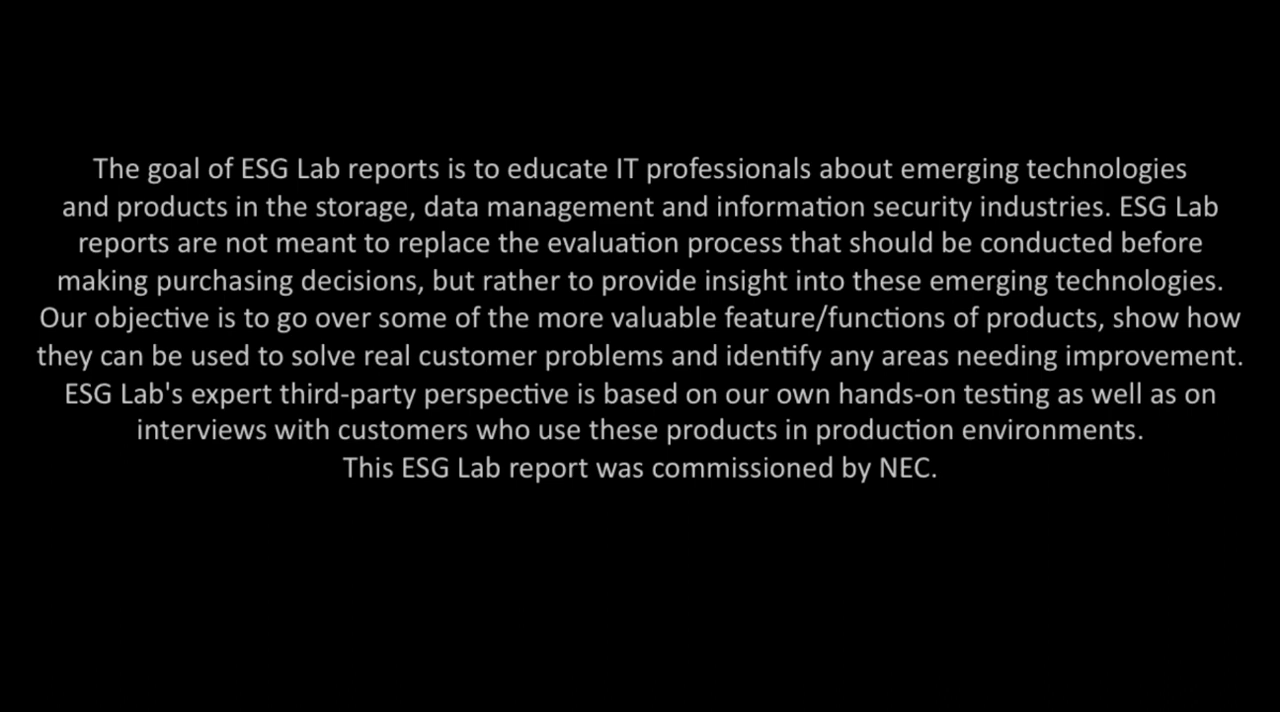 The goal of ESG Lab reports is to educate IT professionals about emerging technologies
and products in the storage, data management and information security industries. ESG Lab
reports are not meant to replace the evaluation process that should be conducted before
making purchasing decisions, but rather to provide insight into these emerging technologies.
Our objective is to go over some of the more valuable feature/functions of products, show how
they can be used to solve real customer problems and identify any areas needing improvement.
ESG Lab's expert third-party perspective is based on our own hands-on testing as well as on
interviews with customers who use these products in production environments.
This ESG Lab report was commissioned by NEC.